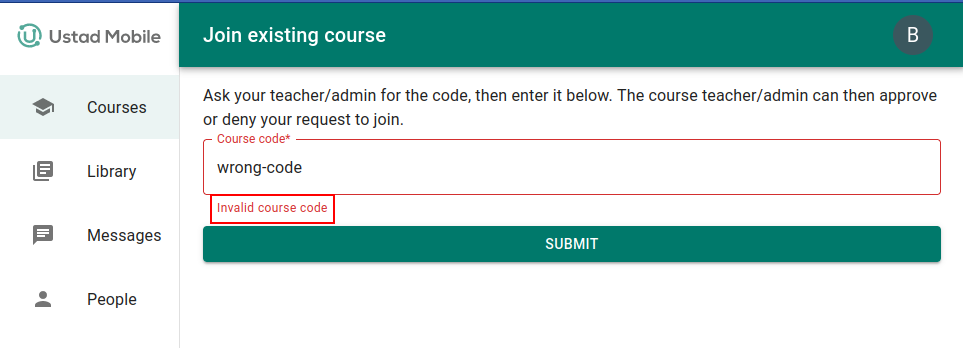 Ustad Mobile
Join existing course
B
Courses
Library
Messages
People
Ask your teacher/admin for the code, then enter it below. The course teacher/admin can then approve
or deny your request to join.
Course code*
wrong-code
Invalid course code
SUBMIT